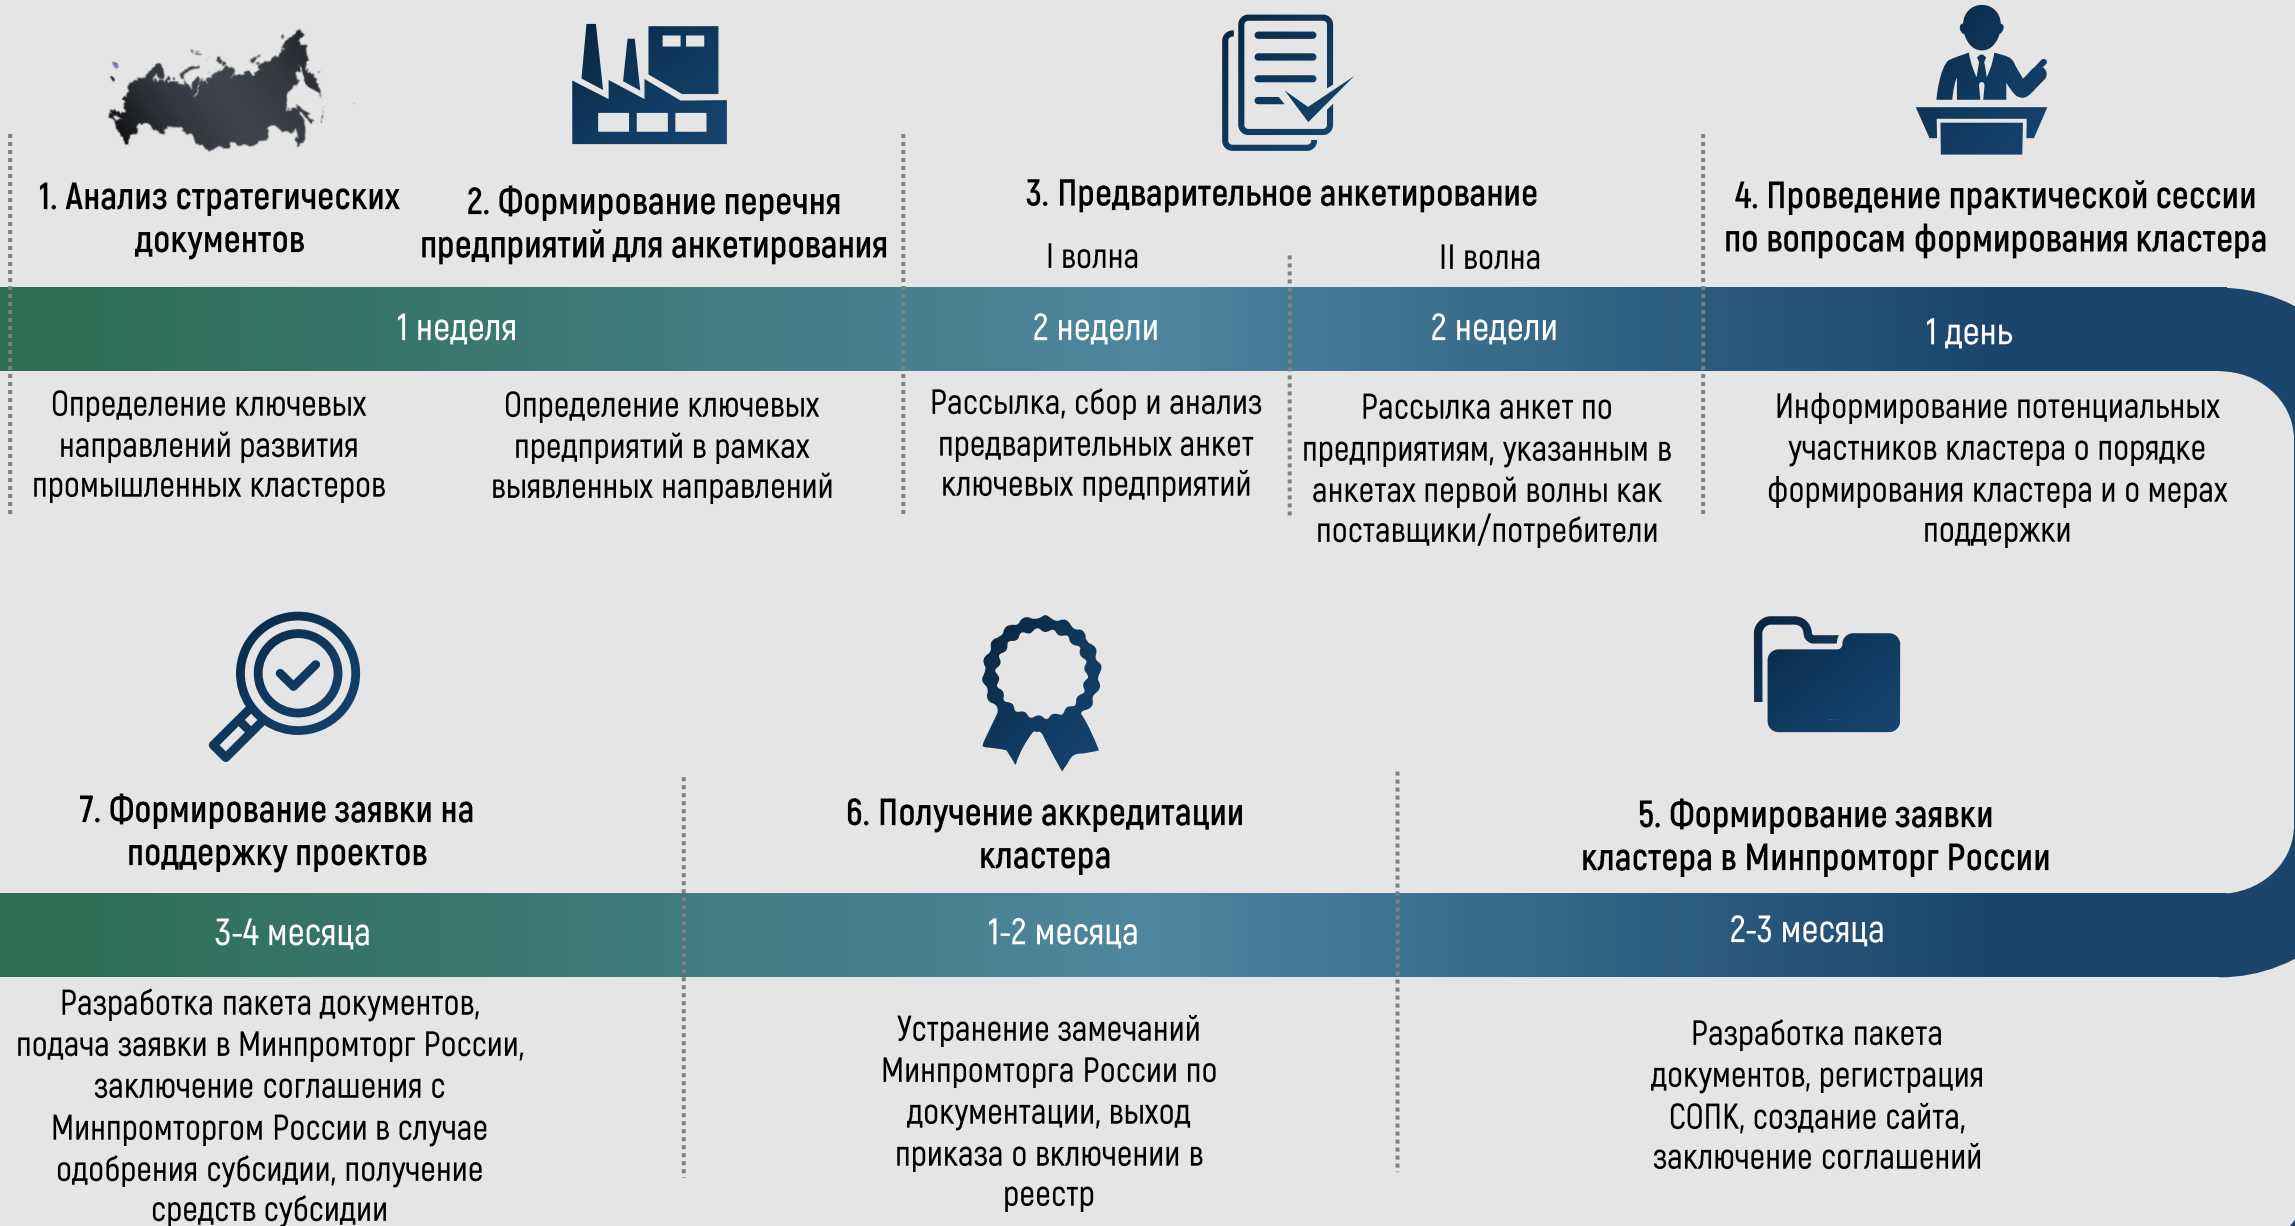 1. Анализ стратегических
документов
2. Формирование перечня
предприятий для анкетирования
3. Предварительное анкетирование
I волна
II волна
4. Проведение практической сессии
по вопросам формирования кластера
1 неделя
2 недели
2 недели
1 день
Определение ключевых
направлений развития
промышленных кластеров
Определение ключевых
предприятий в рамках
выявленных направлений
Рассылка, сбор и анализ
предварительных анкет
ключевых предприятий
Рассылка анкет по
предприятиям, указанным в
анкетах первой волны как
поставщики/потребители
Информирование потенциальных
участников кластера о порядке
формирования кластера и о мерах
поддержки
7. Формирование заявки на
поддержку проектов
6. Получение аккредитации
кластера
5. Формирование заявки
кластера в Минпромторг России
3-4 месяца
1-2 месяца
2-3 месяца
Разработка пакета документов,
подача заявки в Минпромторг России,
заключение соглашения с
Минпромторгом России в случае
одобрения субсидии, получение
средств субсидии
Устранение замечаний
Минпромторга России по
документации, выход
приказа о включении в
реестр
Разработка пакета
документов, регистрация
СОПК, создание сайта,
заключение соглашений